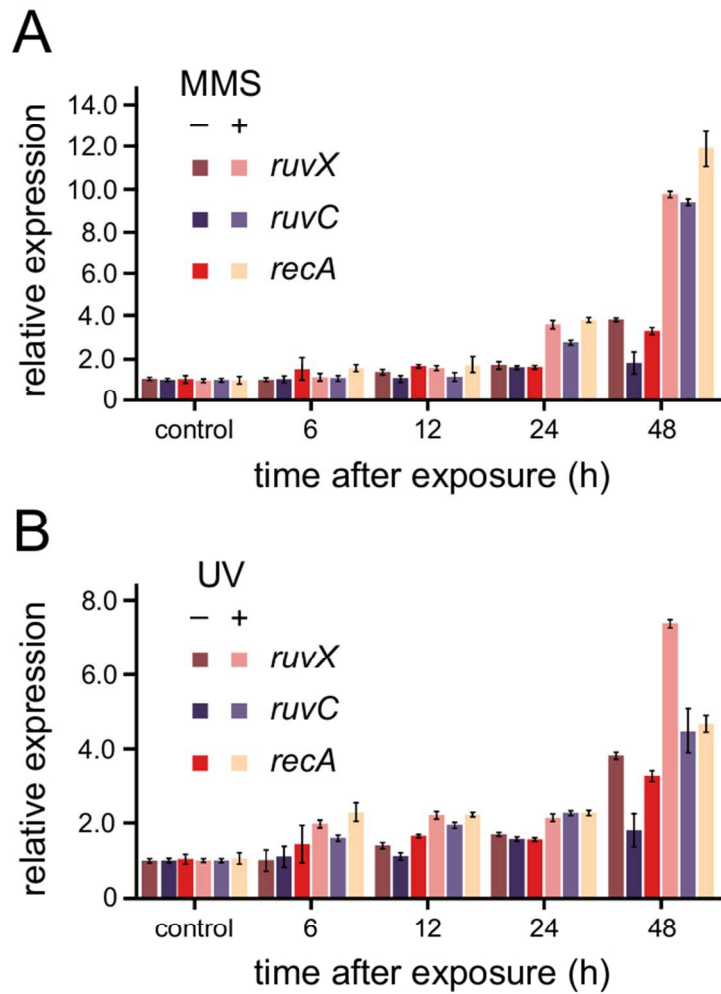 A
MMS
− +
ruvX
ruvC
recA
14.0
12.0
10.0
8.0
6.0
4.0
2.0
0
relative expression
control 6 12 24 48
time after exposure (h)
B
UV
− +
ruvX
ruvC
recA
8.0
6.0
4.0
2.0
0
relative expression
control 6 12 24 48
time after exposure (h)